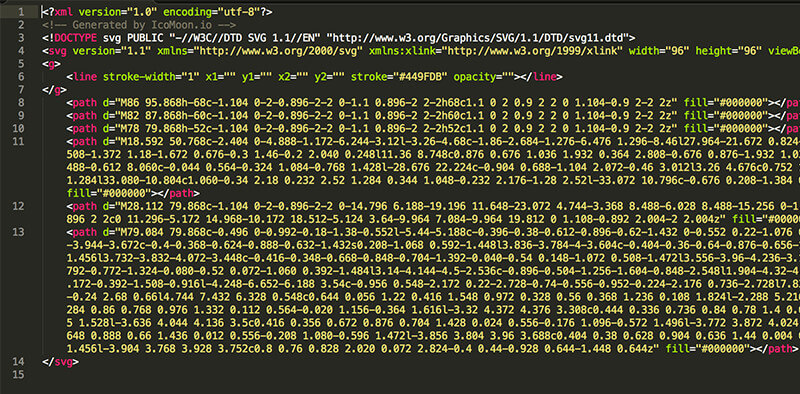 1 <?xml version="1.0" encoding="utf-8"?>
2 <!-- Generated by IcoMoon.io -->
3 <!DOCTYPE svg PUBLIC "-//W3C//DTD SVG 1.1//EN" "http://www.w3.org/Graphics/SVG/1.1/DTD/svg11.dtd">
4 <svg version="1.1" xmlns="http://www.w3.org/2000/svg" xmlns:xlink="http://www.w3.org/1999/xlink" width="96" height="96" viewBo
5 <g>
6 <line stroke-width="1" x1="" y1="" x2="" y2="" stroke="#449FDB" opacity=""></line>
7 </g>
8 <path d="M86 95.868h-68c-1.104 0-2-0.896-2-2 0-1.1 0.896-2 2-2h68c1.1 0 2 0.9 2 2 0 1.104-0.9 2-2 2z" fill="#000000"></pa
9 <path d="M82 87.868h-60c-1.104 0-2-0.896-2-2 0-1.1 0.896-2 2-2h60c1.1 0 2 0.9 2 2 0 1.104-0.9 2-2 2z" fill="#000000"></pa
10 <path d="M78 79.868h-52c-1.104 0-2-0.896-2-2 0-1.1 0.896-2 2-2h52c1.1 0 2 0.9 2 2 0 1.104-0.9 2-2 2z" fill="#000000"></pa
11 <path d="M18.592 50.768c-2.404 0-4.888-1.172-6.244-3.12l-3.26-4.68c-1.86-2.684-1.276-6.476 1.296-8.46l27.964-21.672 0.824-
508-1.372 1.18-1.672 0.676-0.3 1.46-0.2 2.040 0.248l11.36 8.748c0.876 0.676 1.036 1.932 0.364 2.808-0.676 0.876-1.932 1.03
488-0.612 8.060c-0.044 0.564-0.324 1.084-0.768 1.428l-28.676 22.224c-0.904 0.688-1.104 2.072-0.46 3.012l3.26 4.676c0.752 1
1.284l33.080-10.804c1.060-0.34 2.18 0.232 2.52 1.284 0.344 1.048-0.232 2.176-1.28 2.52l-33.072 10.796c-0.676 0.208-1.384 0
fill="#000000"></path>
12 <path d="M28.112 79.868c-1.104 0-2-0.896-2-2 0-14.796 6.188-19.196 11.648-23.072 4.744-3.368 8.488-6.028 8.488-15.256 0-1
896 2 2c0 11.296-5.172 14.968-10.172 18.512-5.124 3.64-9.964 7.084-9.964 19.812 0 1.108-0.892 2.004-2 2.004z" fill="#0000
13 <path d="M79.084 79.868c-0.496 0-0.992-0.18-1.38-0.552l-5.44-5.188c-0.396-0.38-0.612-0.896-0.62-1.432 0-0.552 0.22-1.076
-3.944-3.672c-0.4-0.368-0.624-0.888-0.632-1.432s0.208-1.068 0.592-1.448l3.836-3.784-4-3.604c-0.404-0.36-0.64-0.876-0.656-
1.456l3.732-3.832-4.072-3.448c-0.416-0.348-0.668-0.848-0.704-1.392-0.040-0.54 0.148-1.072 0.508-1.472l3.556-3.96-4.236-3.
792-0.772-1.324-0.080-0.52 0.072-1.060 0.392-1.484l3.14-4.144-4.5-2.536c-0.896-0.504-1.256-1.604-0.848-2.548l1.904-4.32-4
.172-0.392-1.508-0.916l-4.248-6.652-6.188 3.54c-0.956 0.548-2.172 0.22-2.728-0.74-0.556-0.952-0.224-2.176 0.736-2.728l7.8
-0.24 2.68 0.66l4.744 7.432 6.328 0.548c0.644 0.056 1.22 0.416 1.548 0.972 0.328 0.56 0.368 1.236 0.108 1.824l-2.288 5.21
284 0.86 0.768 0.976 1.332 0.112 0.564-0.020 1.156-0.364 1.616l-3.32 4.372 4.376 3.308c0.444 0.336 0.736 0.84 0.78 1.4 0.
5 1.528l-3.636 4.044 4.136 3.5c0.416 0.356 0.672 0.876 0.704 1.428 0.024 0.556-0.176 1.096-0.572 1.496l-3.772 3.872 4.024
648 0.888 0.66 1.436 0.012 0.556-0.208 1.080-0.596 1.472l-3.856 3.804 3.96 3.688c0.404 0.38 0.628 0.904 0.636 1.44 0.004
1.456l-3.904 3.768 3.928 3.752c0.8 0.76 0.828 2.020 0.072 2.824-0.4 0.44-0.928 0.644-1.448 0.644z" fill="#000000"></path>
14 </svg>
15